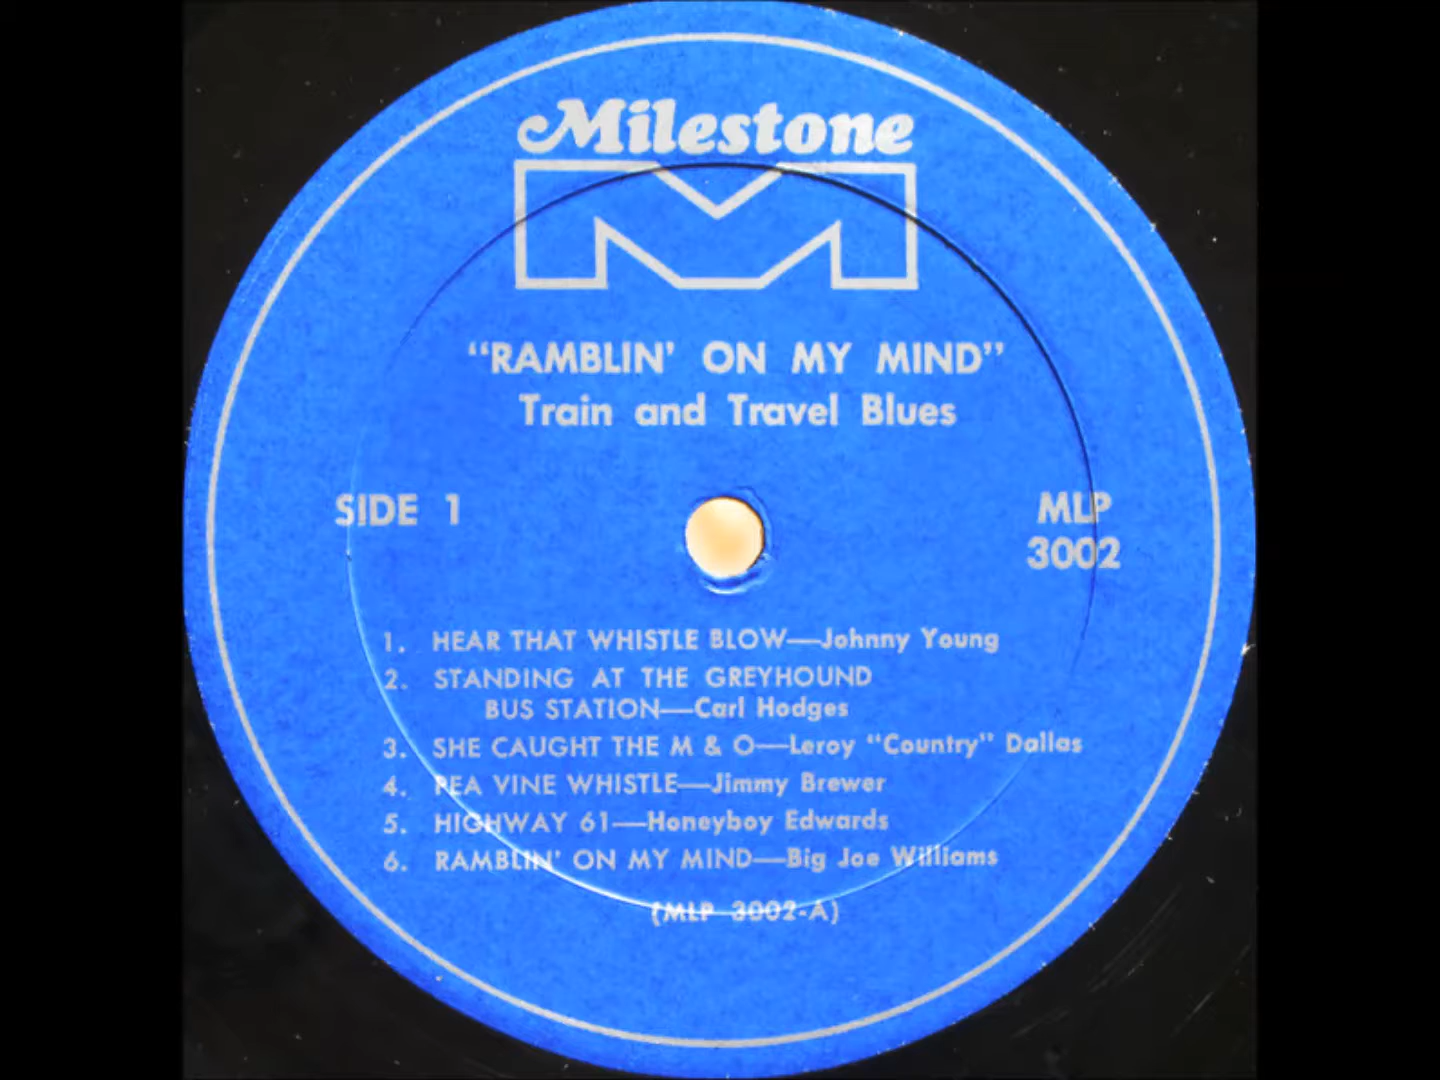 Milestone
M
“RAMBLIN’ ON MY MIND”
Train and Travel Blues
SIDE 1
MLP
3002
1. HEAR THAT WHISTLE BLOW—Johnny Young
2. STANDING AT THE GREYHOUND
BUS STATION—Carl Hodges
3. SHE CAUGHT THE M & O—Leroy “Country” Dallas
4. PEA VINE WHISTLE—Jimmy Brewer
5. HIGHWAY 61—Honeyboy Edwards
6. RAMBLIN’ ON MY MIND—Big Joe Williams
(MLP 3002-A)